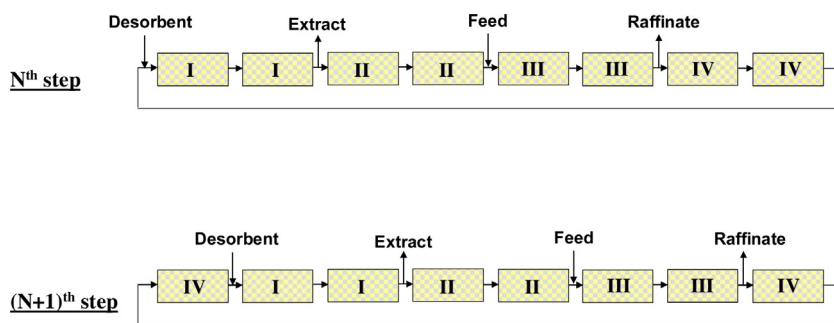 Desorbent Extract Feed Raffinate
Nth step I I II II III III IV IV
Desorbent Extract Feed Raffinate
(N+1)th step IV I I II II III III IV